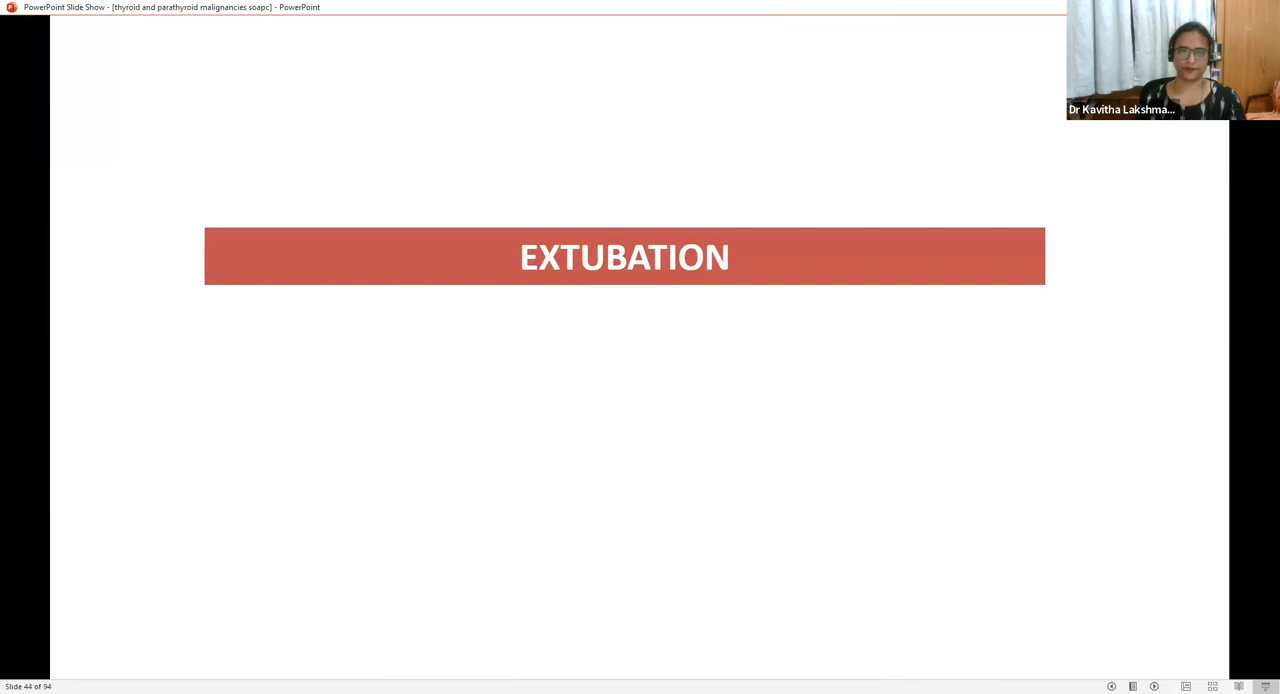 PowerPoint Slide Show - [thyroid and parathyroid malignancies soapc] - PowerPoint
Dr Kavitha Lakshma...
EXTUBATION
Slide 44 of 94